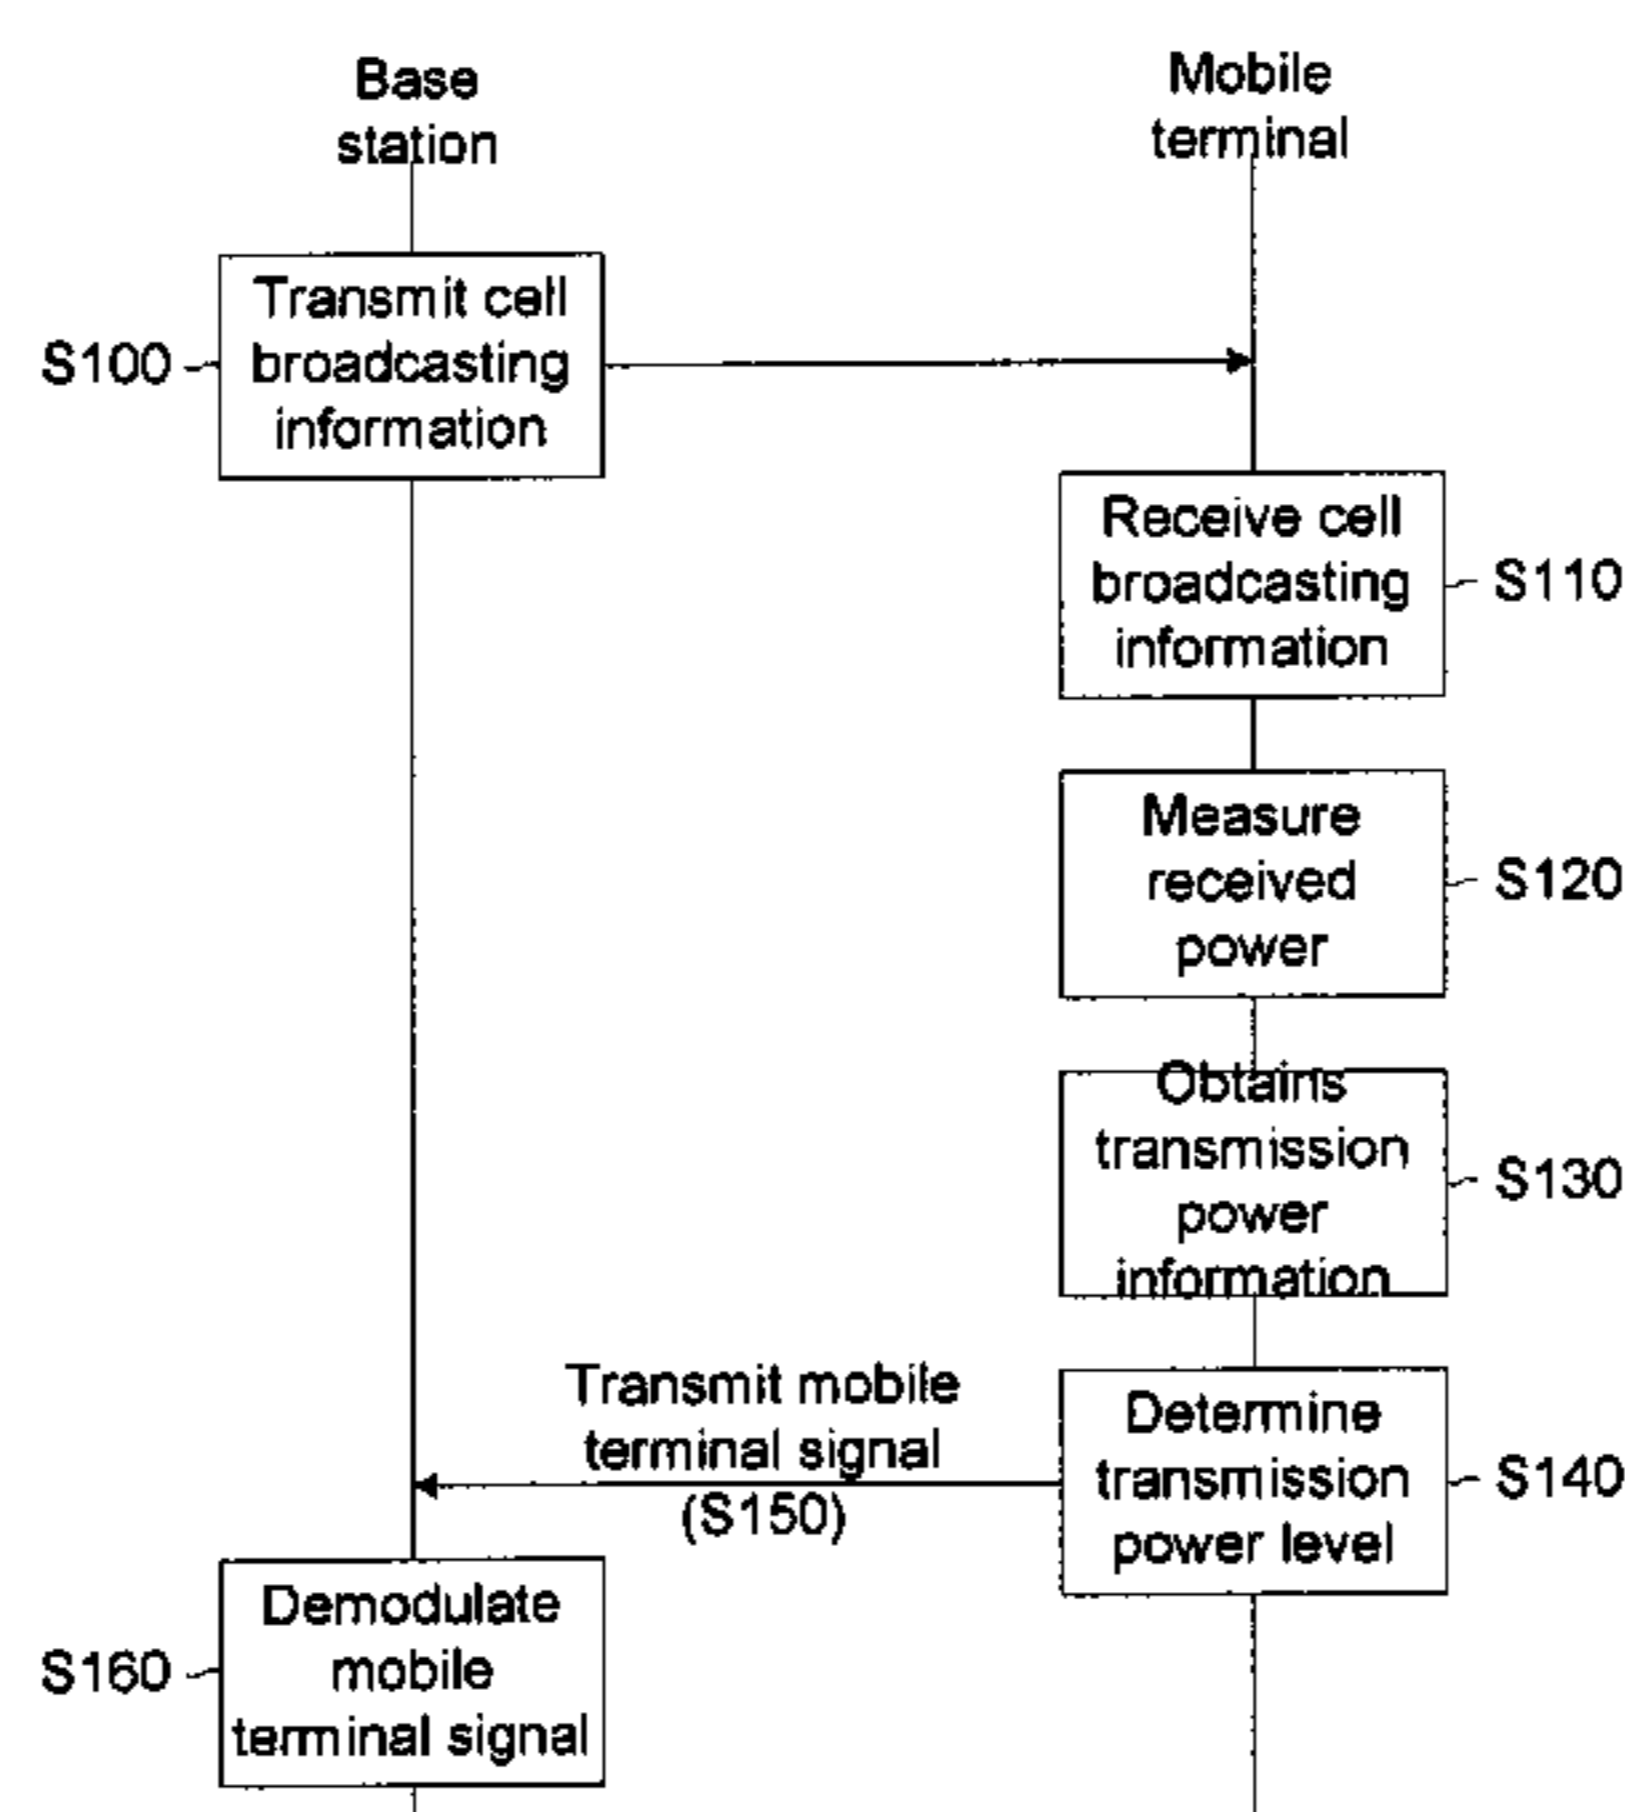 Base
station
Mobile
terminal
S100
Transmit cell
broadcasting
information
Receive cell
broadcasting
information
S110
Measure
received
power
S120
Obtains
transmission
power
information
S130
Transmit mobile
terminal signal
(S150)
Determine
transmission
power level
S140
S160
Demodulate
mobile
terminal signal